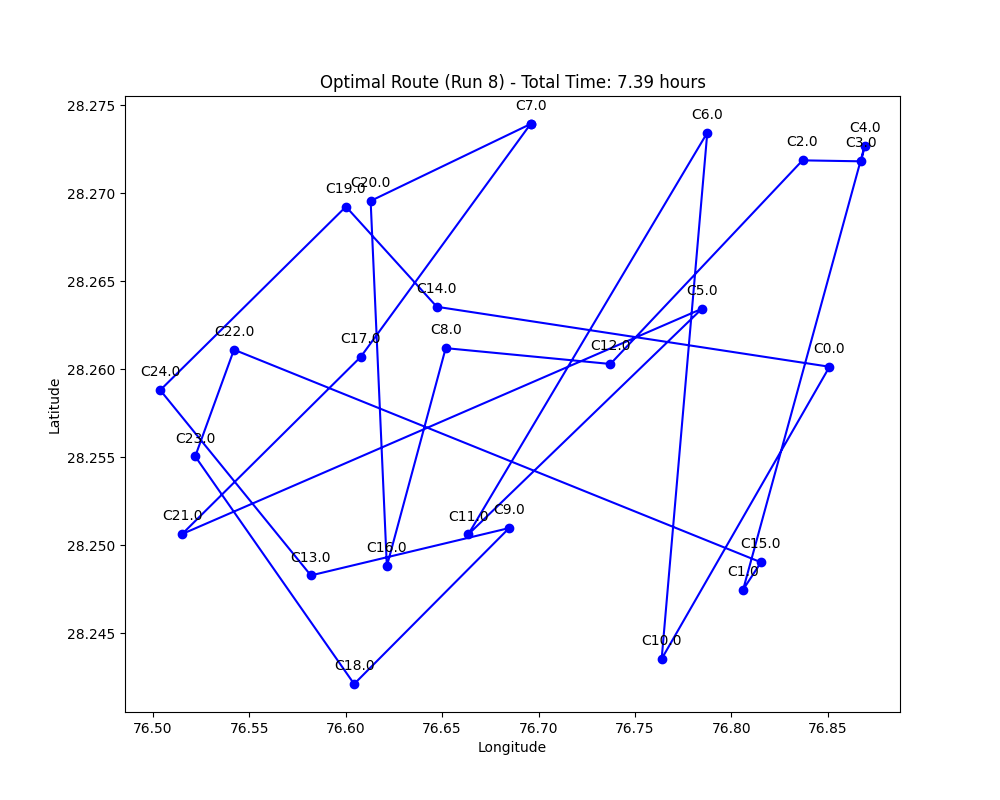 Optimal Route (Run 8) - Total Time: 7.39 hours
C7.0
C6.0
C4.0
C2.0
C3.0
C20.0
C19.0
C14.0
C5.0
C22.0
C17.0
C8.0
C12.0
C0.0
C24.0
C23.0
C21.0
C11.0
C9.0
C16.0
C13.0
C15.0
C1.0
C10.0
C18.0
28.275
28.270
28.265
28.260
28.255
28.250
28.245
Latitude
76.50 76.55 76.60 76.65 76.70 76.75 76.80 76.85
Longitude